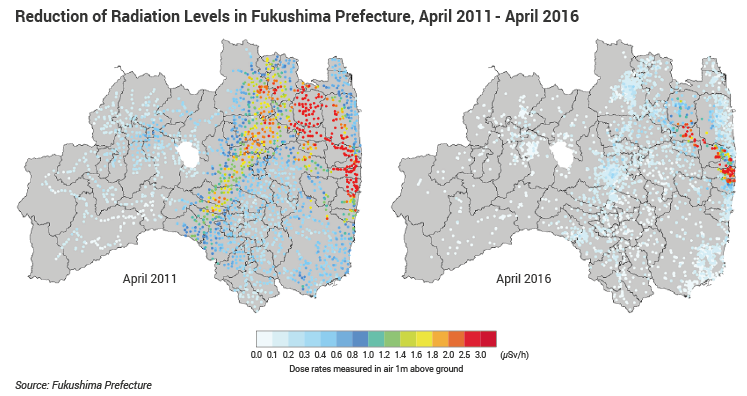 Reduction of Radiation Levels in Fukushima Prefecture, April 2011 - April 2016
April 2011
April 2016
0.0 0.1 0.2 0.3 0.4 0.6 0.8 1.0 1.2 1.4 1.6 1.8 2.0 2.5 3.0 (μSv/h)
Dose rates measured in air 1m above ground
Source: Fukushima Prefecture